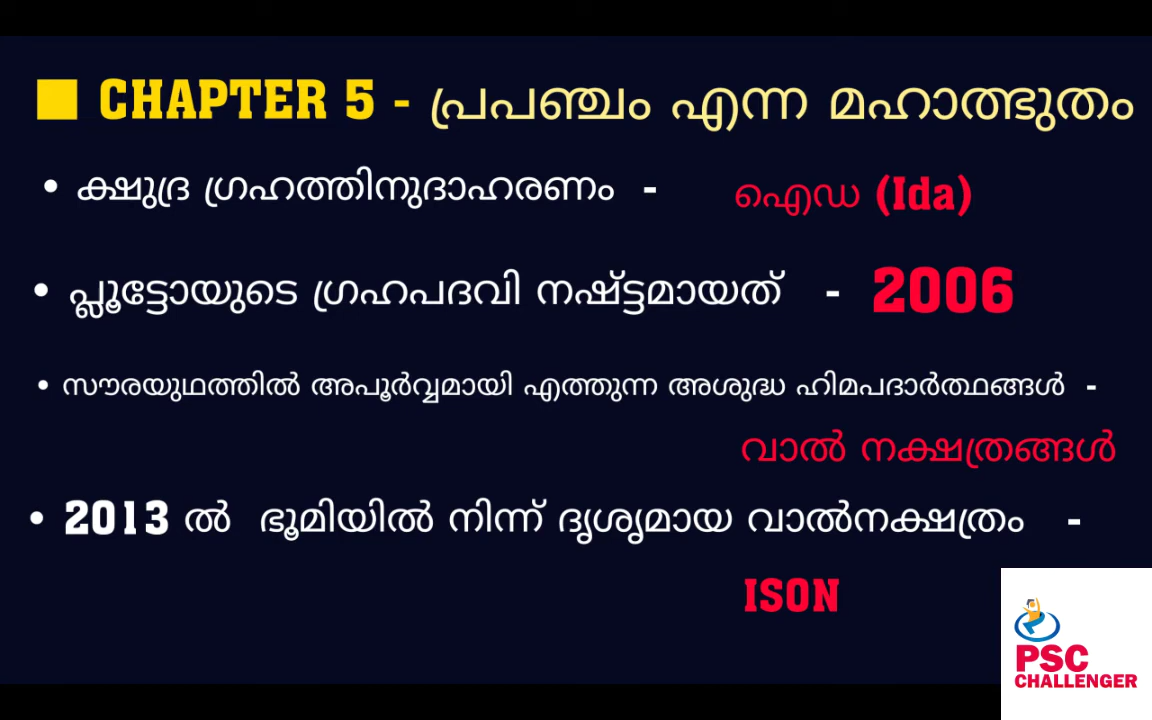 ■ CHAPTER 5 - പ്രപഞ്ചം എന്ന മഹാത്ഭുതം
• ക്ഷുദ്ര ഗ്രഹത്തിനുദാഹരണം - ഐഡ (Ida)
• പ്ലൂട്ടോയുടെ ഗ്രഹപദവി നഷ്ട്ടമായത് - 2006
• സൗരയുഥത്തിൽ അപൂർവ്വമായി എത്തുന്ന അശുദ്ധ ഹിമപദാർത്ഥങ്ങൾ -
വാൽ നക്ഷത്രങ്ങൾ
• 2013 ൽ ഭൂമിയിൽ നിന്ന് ദൃശ്യമായ വാൽനക്ഷത്രം -
ISON
PSC
CHALLENGER